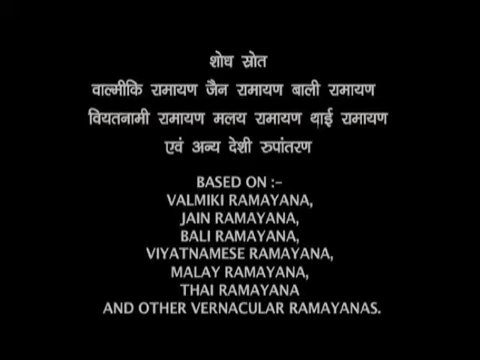 शोध स्रोत
वाल्मीकि रामायण जैन रामायण बाली रामायण
वियतनामी रामायण मलय रामायण थाई रामायण
एवं अन्य देशी रुपांतरण
BASED ON :-
VALMIKI RAMAYANA,
JAIN RAMAYANA,
BALI RAMAYANA,
VIYATNAMESE RAMAYANA,
MALAY RAMAYANA,
THAI RAMAYANA
AND OTHER VERNACULAR RAMAYANAS.